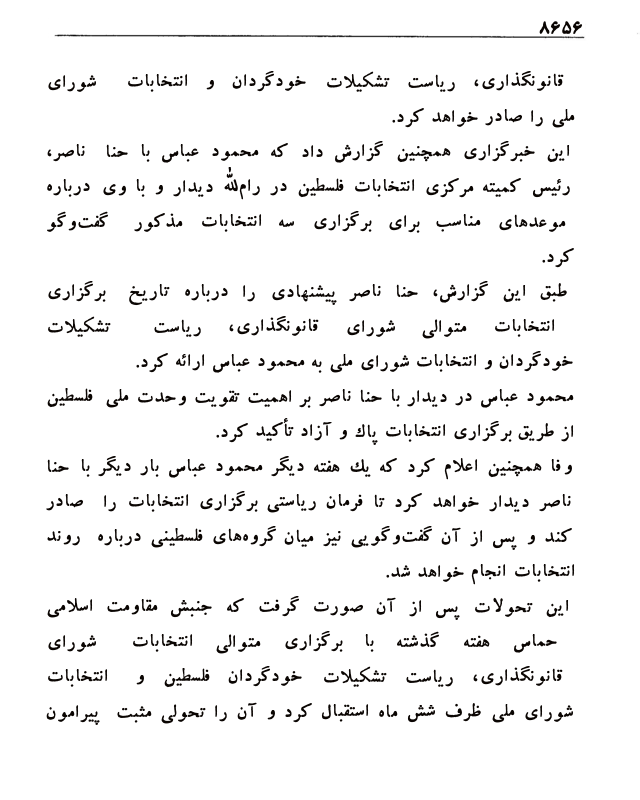 ۸۶۵۶
قانونگذاری، ریاست تشکیلات خودگردان و انتخابات شورای
ملی را صادر خواهد کرد.
این خبرگزاری همچنین گزارش داد که محمود عباس با حنا ناصر،
رئیس کمیته مرکزی انتخابات فلسطین در رام‌الله دیدار و با وی درباره
موعدهای مناسب برای برگزاری سه انتخابات مذکور گفت‌وگو
کرد.
طبق این گزارش، حنا ناصر پیشنهادی را درباره تاریخ برگزاری
انتخابات متوالی شورای قانونگذاری، ریاست تشکیلات
خودگردان و انتخابات شورای ملی به محمود عباس ارائه کرد.
محمود عباس در دیدار با حنا ناصر بر اهمیت تقویت وحدت ملی فلسطین
از طریق برگزاری انتخابات پاك و آزاد تأکید کرد.
وفا همچنین اعلام کرد که يك هفته دیگر محمود عباس بار دیگر با حنا
ناصر دیدار خواهد کرد تا فرمان ریاستی برگزاری انتخابات را صادر
کند و پس از آن گفت‌وگویی نیز میان گروه‌های فلسطینی درباره روند
انتخابات انجام خواهد شد.
این تحولات پس از آن صورت گرفت که جنبش مقاومت اسلامی
حماس هفته گذشته با برگزاری متوالی انتخابات شورای
قانونگذاری، ریاست تشکیلات خودگردان فلسطین و انتخابات
شورای ملی ظرف شش ماه استقبال کرد و آن را تحولی مثبت پیرامون